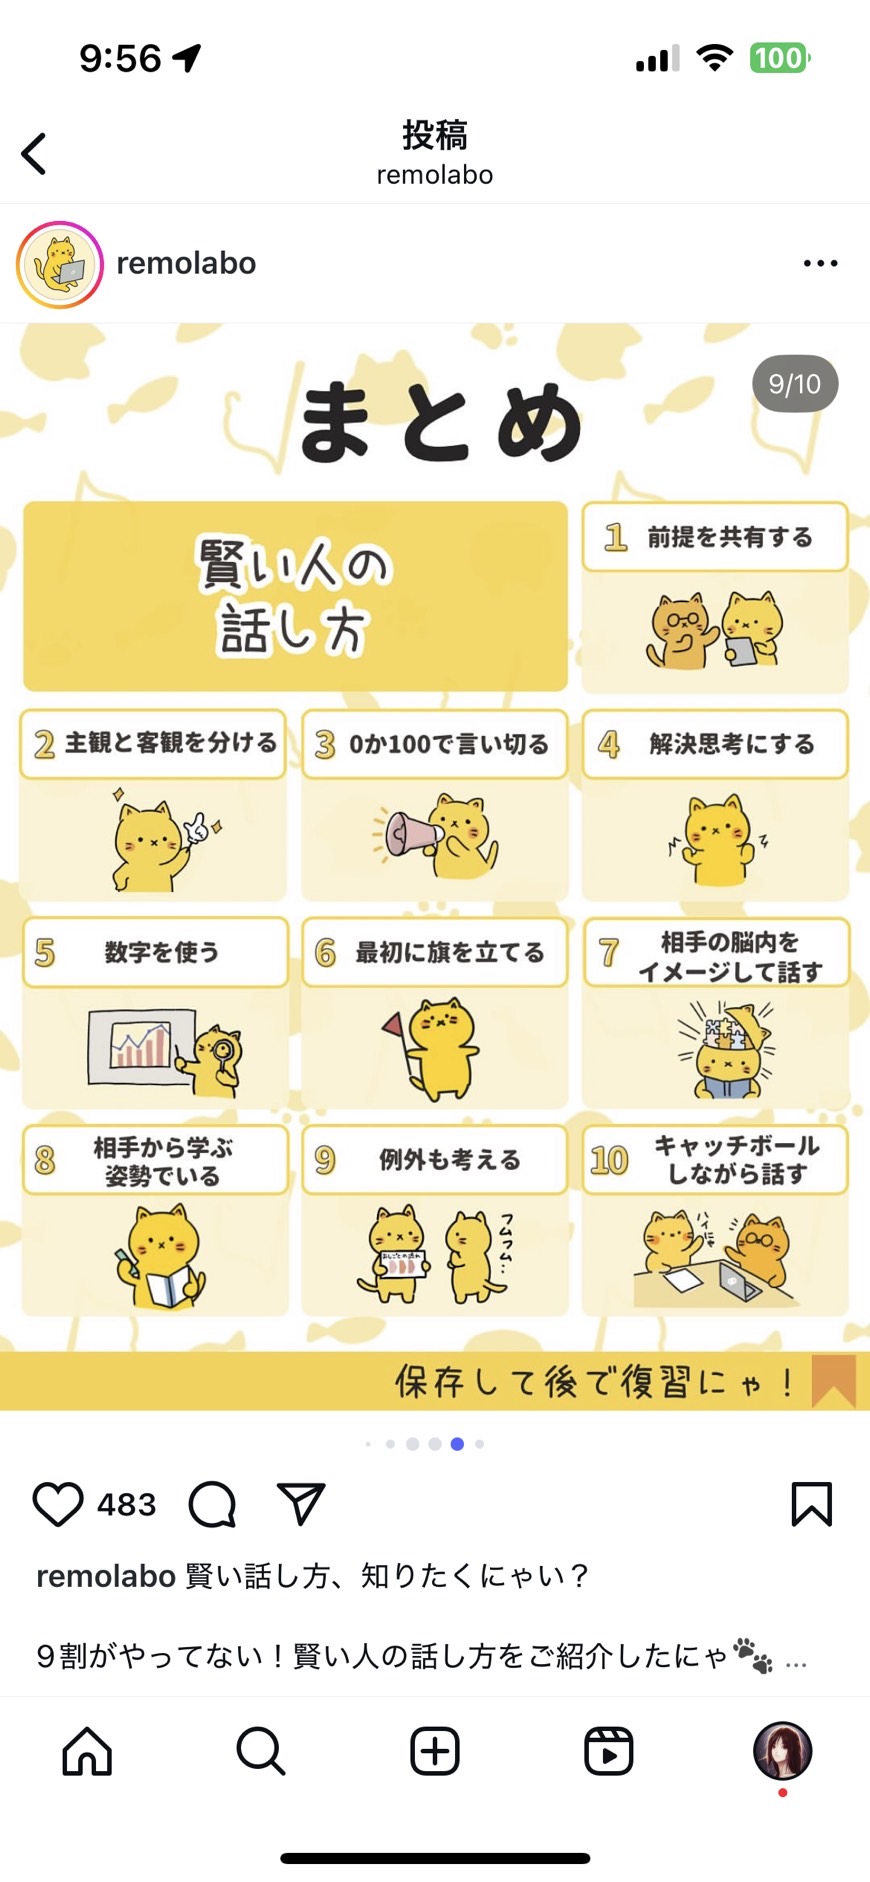 9:56
100
投稿
remolabo
remolabo
9/10
まとめ
賢い人の
話し方
1 前提を共有する
2 主観と客観を分ける
3 0か100で言い切る
4 解決思考にする
5 数字を使う
6 最初に旗を立てる
7 相手の脳内を
イメージして話す
8 相手から学ぶ
姿勢でいる
9 例外も考える
フムフム…
10 キャッチボール
しながら話す
保存して後で復習にゃ！
483
remolabo 賢い話し方、知りたくにゃい？
9割がやってない！賢い人の話し方をご紹介したにゃ🐾 ...